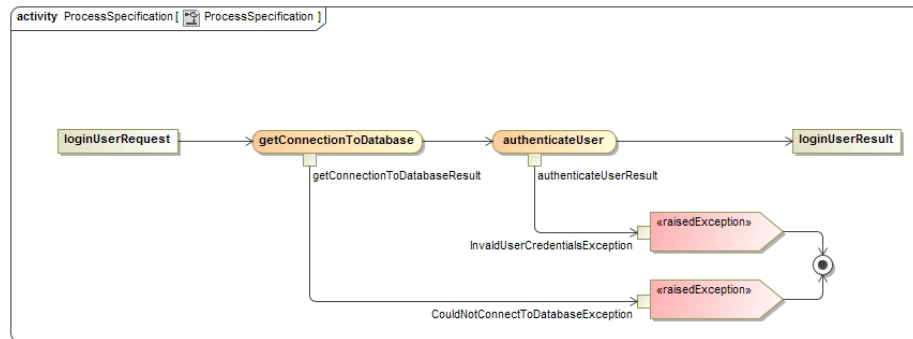 activity ProcessSpecification [ ProcessSpecification ]
loginUserRequest
getConnectionToDatabase
authenticateUser
loginUserResult
getConnectionToDatabaseResult
authenticateUserResult
«raisedException»
InvaldUserCredentialsException
«raisedException»
CouldNotConnectToDatabaseException